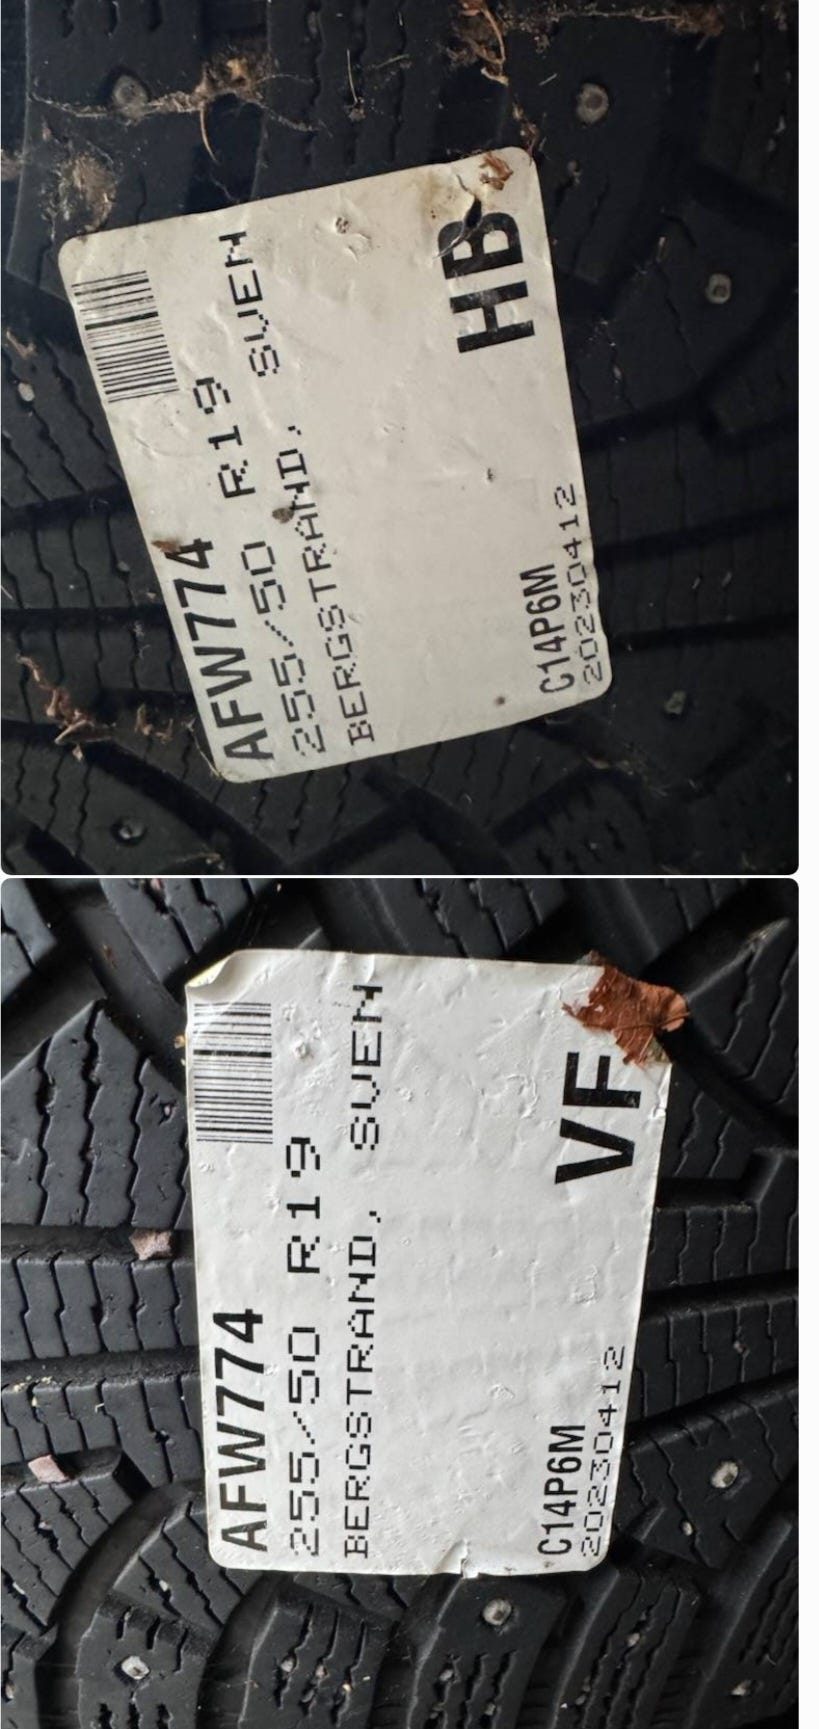 AFW774
255/50 R19
BERGSTRAND, SVEN
HB
C14P6M
20230412
AFW774
255/50 R19
BERGSTRAND, SVEN
VF
C14P6M
20230412